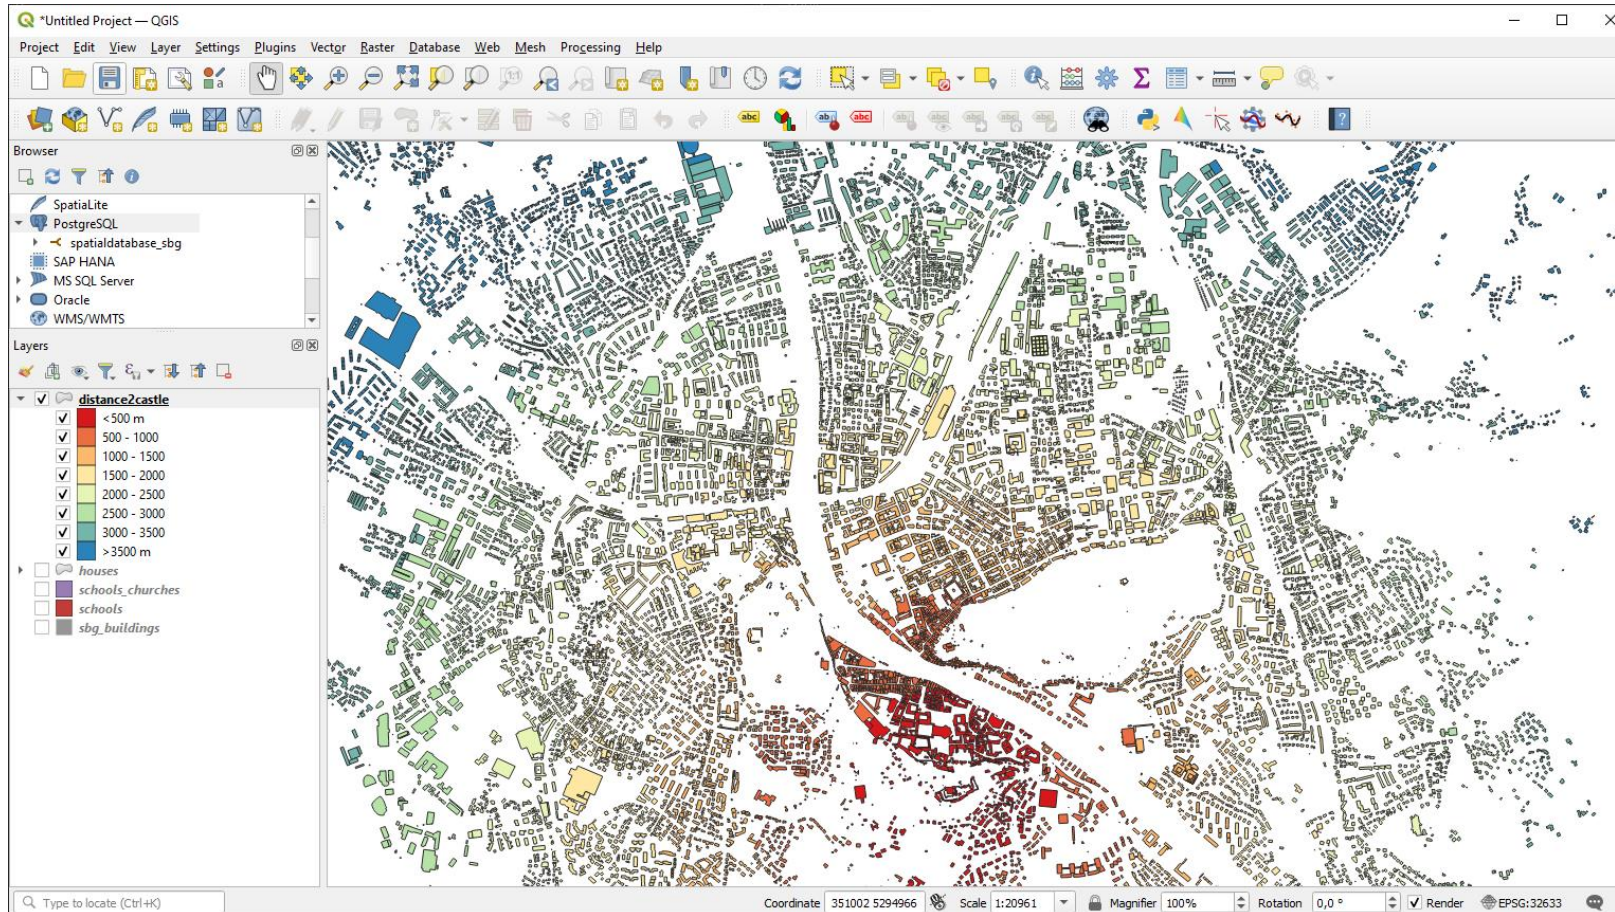 *Untitled Project — QGIS
Project Edit View Layer Settings Plugins Vector Raster Database Web Mesh Processing Help
Browser
SpatiaLite
PostgreSQL
spatialdatabase_sbg
SAP HANA
MS SQL Server
Oracle
WMS/WMTS
Layers
distance2castle
<500 m
500 - 1000
1000 - 1500
1500 - 2000
2000 - 2500
2500 - 3000
3000 - 3500
>3500 m
houses
schools_churches
schools
sbg_buildings
Type to locate (Ctrl+K) Coordinate 351002 5294966 Scale 1:20961 Magnifier 100% Rotation 0,0 ° Render EPSG:32633